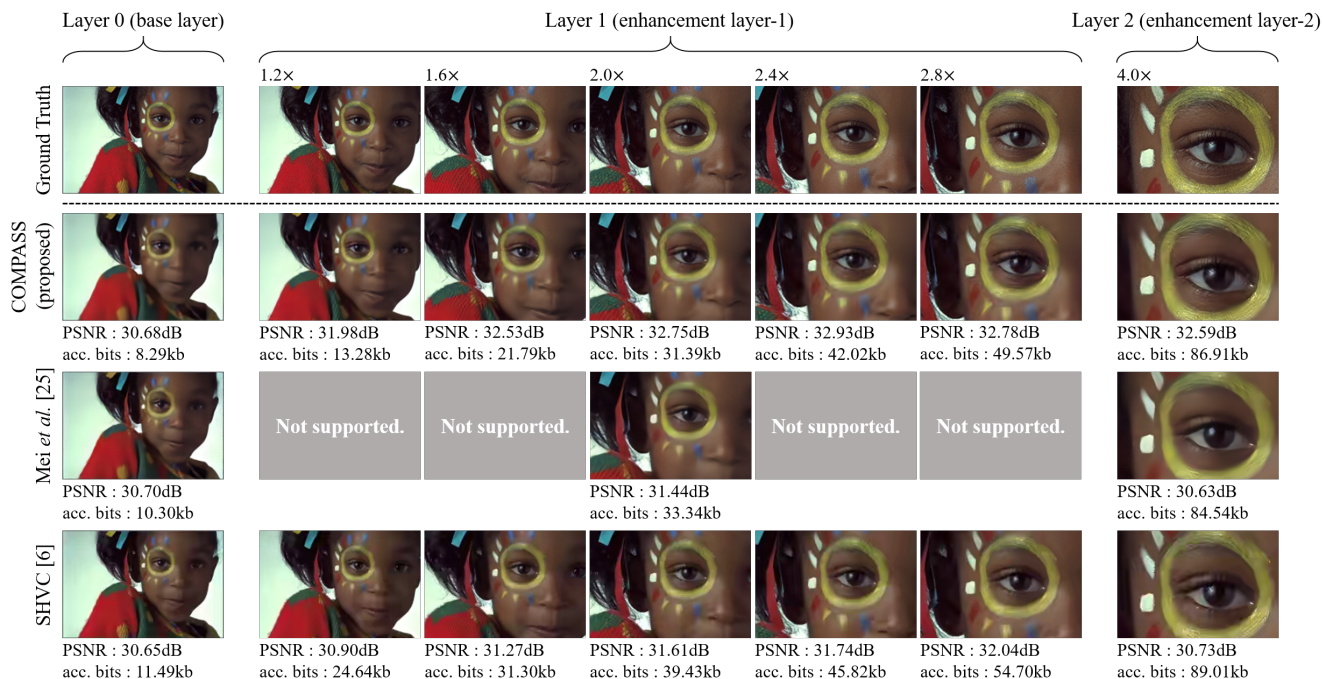 Layer 0 (base layer)
Layer 1 (enhancement layer-1)
Layer 2 (enhancement layer-2)
1.2×
1.6×
2.0×
2.4×
2.8×
4.0×
Ground Truth
COMPASS
(proposed)
PSNR : 30.68dB
acc. bits : 8.29kb
PSNR : 31.98dB
acc. bits : 13.28kb
PSNR : 32.53dB
acc. bits : 21.79kb
PSNR : 32.75dB
acc. bits : 31.39kb
PSNR : 32.93dB
acc. bits : 42.02kb
PSNR : 32.78dB
acc. bits : 49.57kb
PSNR : 32.59dB
acc. bits : 86.91kb
Mei et al. [25]
Not supported.
Not supported.
Not supported.
Not supported.
PSNR : 30.70dB
acc. bits : 10.30kb
PSNR : 31.44dB
acc. bits : 33.34kb
PSNR : 30.63dB
acc. bits : 84.54kb
SHVC [6]
PSNR : 30.65dB
acc. bits : 11.49kb
PSNR : 30.90dB
acc. bits : 24.64kb
PSNR : 31.27dB
acc. bits : 31.30kb
PSNR : 31.61dB
acc. bits : 39.43kb
PSNR : 31.74dB
acc. bits : 45.82kb
PSNR : 32.04dB
acc. bits : 54.70kb
PSNR : 30.73dB
acc. bits : 89.01kb